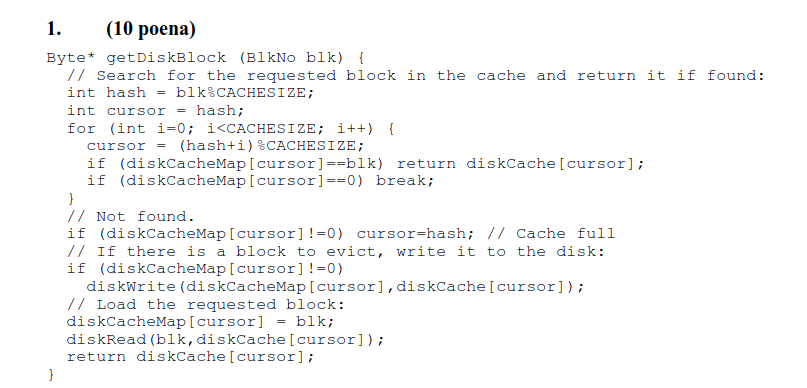 1. (10 poena)
Byte* getDiskBlock (BlkNo blk) {
  // Search for the requested block in the cache and return it if found:
  int hash = blk%CACHESIZE;
  int cursor = hash;
  for (int i=0; i<CACHESIZE; i++) {
    cursor = (hash+i)%CACHESIZE;
    if (diskCacheMap[cursor]==blk) return diskCache[cursor];
    if (diskCacheMap[cursor]==0) break;
  }
  // Not found.
  if (diskCacheMap[cursor]!=0) cursor=hash; // Cache full
  // If there is a block to evict, write it to the disk:
  if (diskCacheMap[cursor]!=0)
    diskWrite(diskCacheMap[cursor],diskCache[cursor]);
  // Load the requested block:
  diskCacheMap[cursor] = blk;
  diskRead(blk,diskCache[cursor]);
  return diskCache[cursor];
}